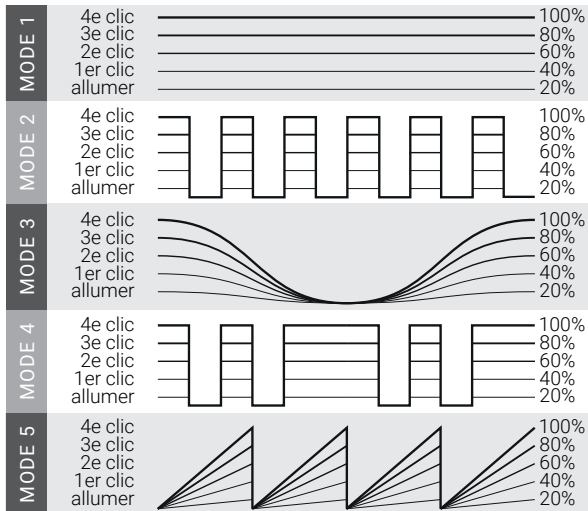 MODE 1
4e clic 100%
3e clic 80%
2e clic 60%
1er clic 40%
allumer 20%
MODE 2
4e clic 100%
3e clic 80%
2e clic 60%
1er clic 40%
allumer 20%
MODE 3
4e clic 100%
3e clic 80%
2e clic 60%
1er clic 40%
allumer 20%
MODE 4
4e clic 100%
3e clic 80%
2e clic 60%
1er clic 40%
allumer 20%
MODE 5
4e clic 100%
3e clic 80%
2e clic 60%
1er clic 40%
allumer 20%